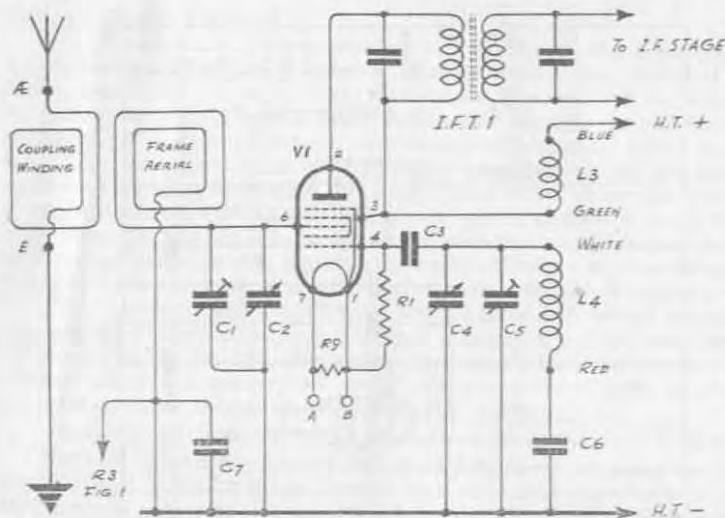 Æ
COUPLING
WINDING
E
FRAME
AERIAL
V1
2
6
3
4
7
1
I.F.T. 1
TO I.F. STAGE
H.T. +
BLUE
L3
GREEN
WHITE
C3
C1
C2
R1
R9
A
B
C4
C5
L4
RED
R3
FIG. 1
C7
C6
H.T. -